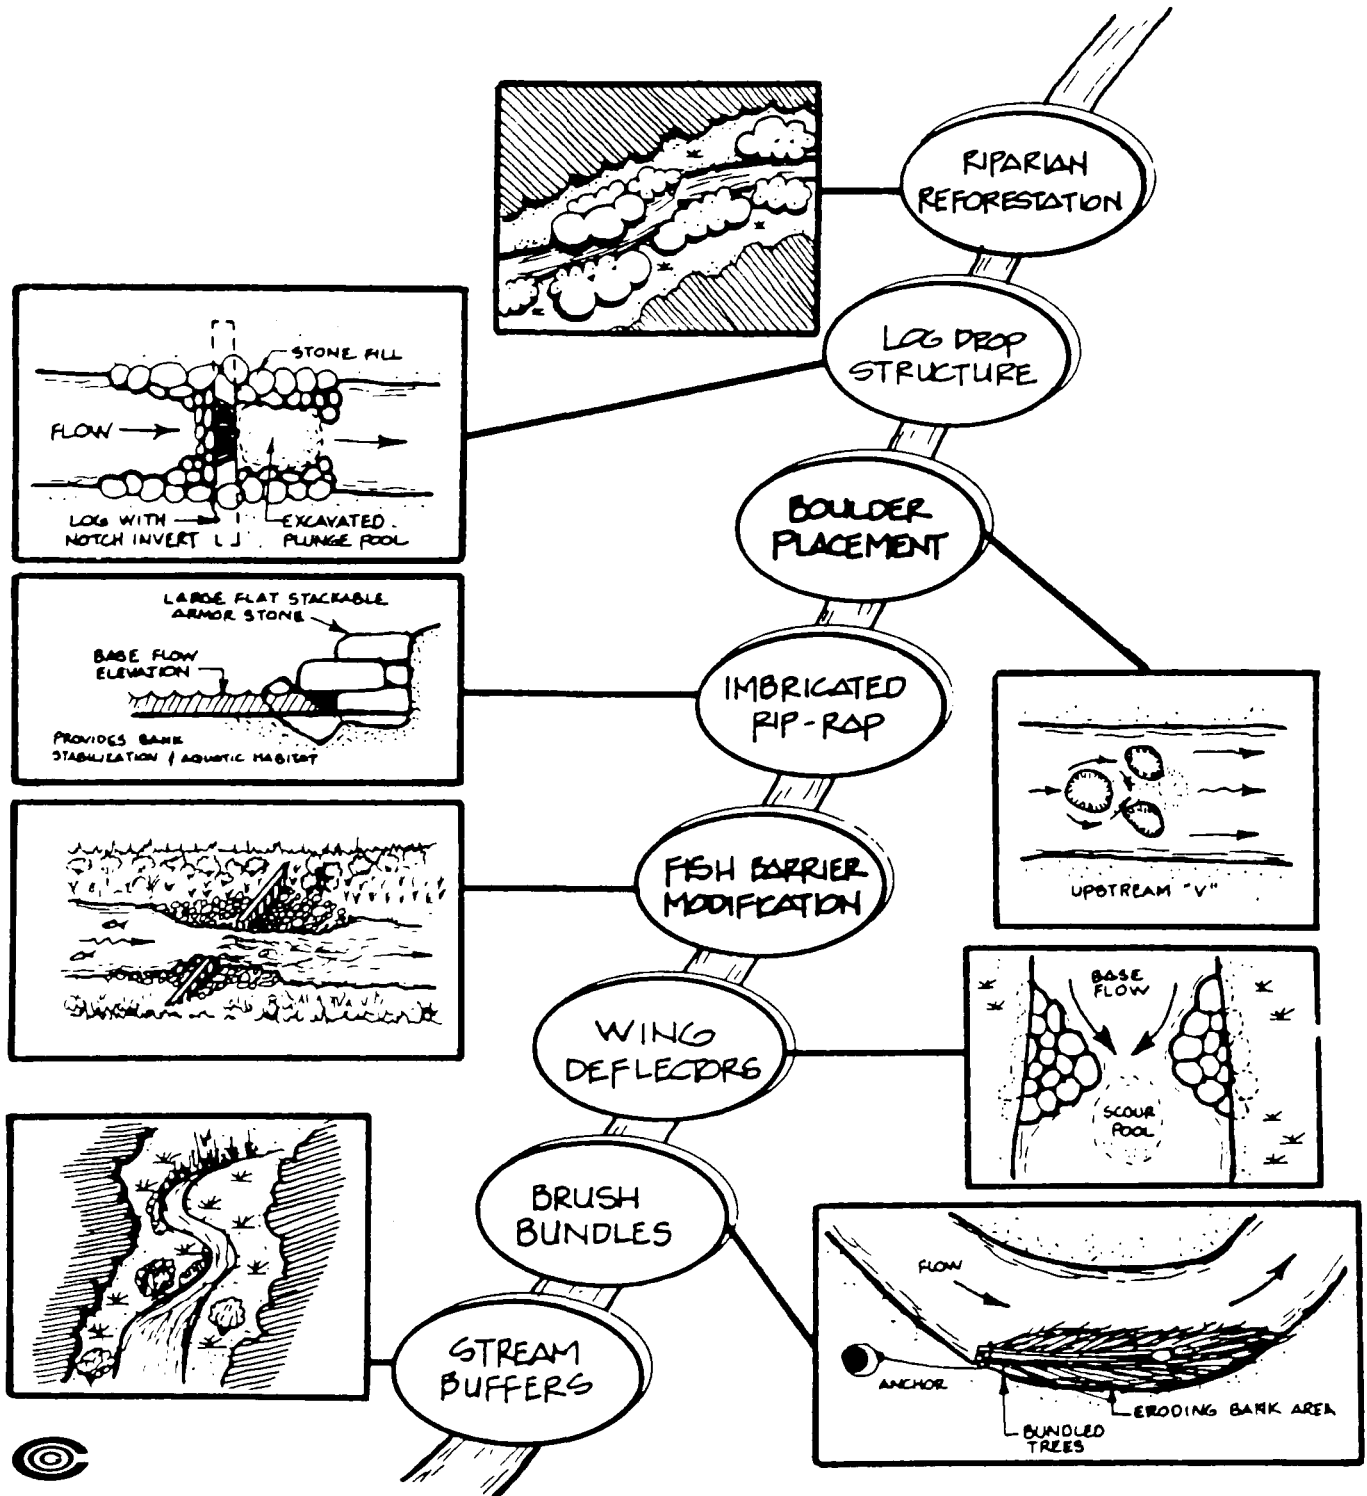 RIPARIAN
REFORESTATION
LOG DROP
STRUCTURE
STONE FILL
FLOW
LOG WITH
NOTCH INVERT
EXCAVATED
PLUNGE POOL
BOULDER
PLACEMENT
LARGE FLAT STACKABLE
ARMOR STONE
BASE FLOW
ELEVATION
PROVIDES BANK
STABILIZATION / AQUATIC HABITAT
IMBRICATED
RIP-RAP
UPSTREAM "V"
FISH BARRIER
MODIFICATION
WING
DEFLECTORS
BASE
FLOW
SCOUR
POOL
BRUSH
BUNDLES
FLOW
ANCHOR
ERODING BANK AREA
BUNDLED
TREES
STREAM
BUFFERS